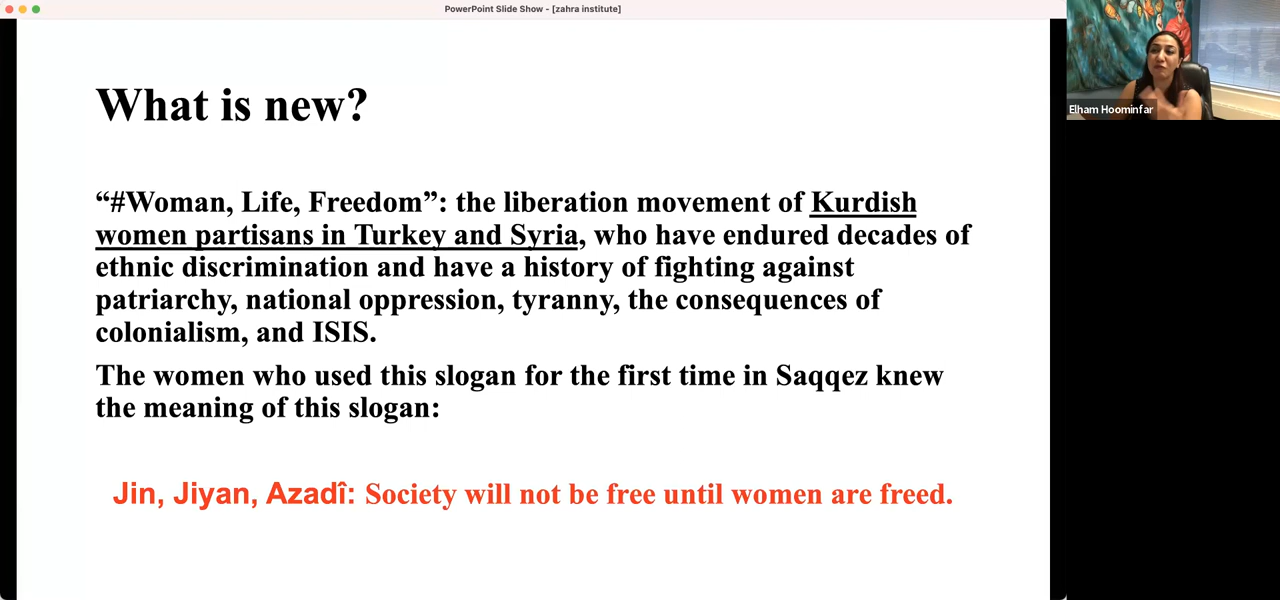 PowerPoint Slide Show - [zahra institute]
What is new?
“#Woman, Life, Freedom”: the liberation movement of Kurdish
women partisans in Turkey and Syria, who have endured decades of
ethnic discrimination and have a history of fighting against
patriarchy, national oppression, tyranny, the consequences of
colonialism, and ISIS.
The women who used this slogan for the first time in Saqqez knew
the meaning of this slogan:
Jin, Jiyan, Azadî: Society will not be free until women are freed.
Elham Hoominfar